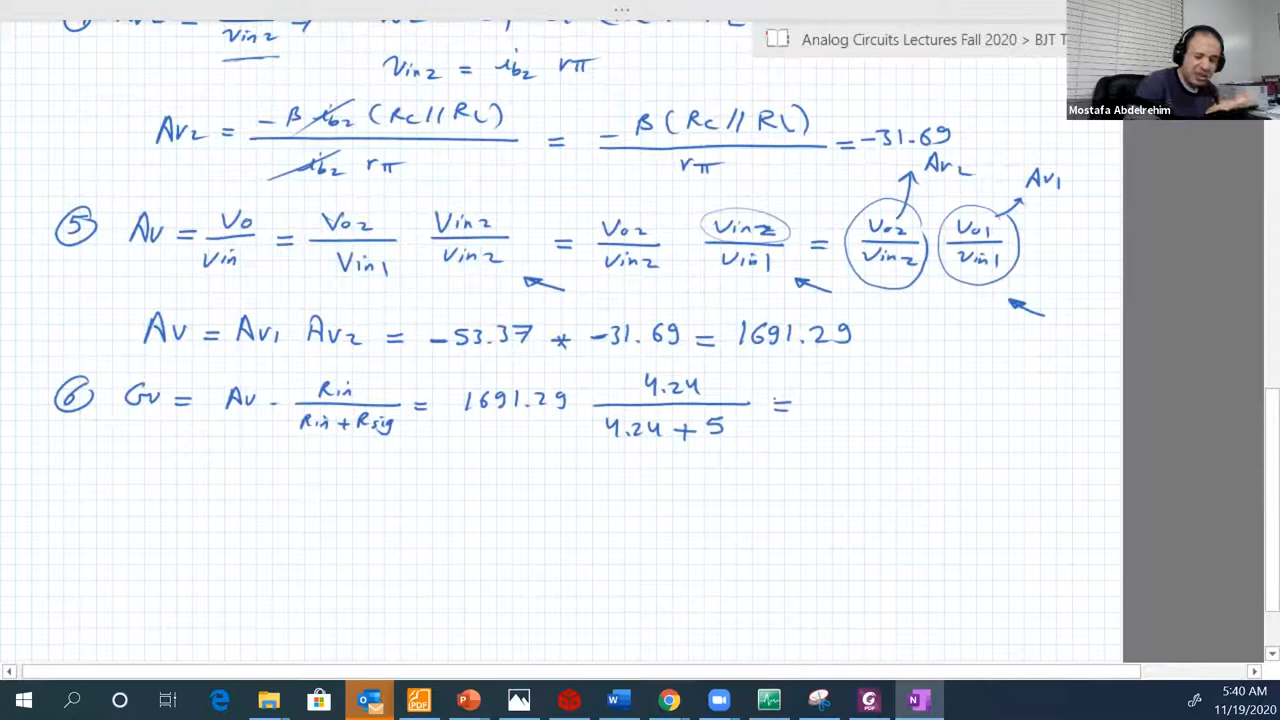 Analog Circuits Lectures Fall 2020 > BJT T
Mostafa Abdelrehim
Vin2
Vin2 = ib2 rπ
Av2 = -β ib2 (Rc // RL) / ib2 rπ = -β (Rc // RL) / rπ = -31.69
Av2
Av1
⑤ Av = Vo / Vin = Vo2 / Vin1 Vin2 / Vin2 = Vo2 / Vin2 Vin2 / Vin1 = Vo2 / Vin2 Vo1 / Vin1
Av = Av1 Av2 = -53.37 * -31.69 = 1691.29
⑥ Gv = Av · Rin / Rin + Rsig = 1691.29 4.24 / 4.24 + 5 =
5:40 AM
11/19/2020